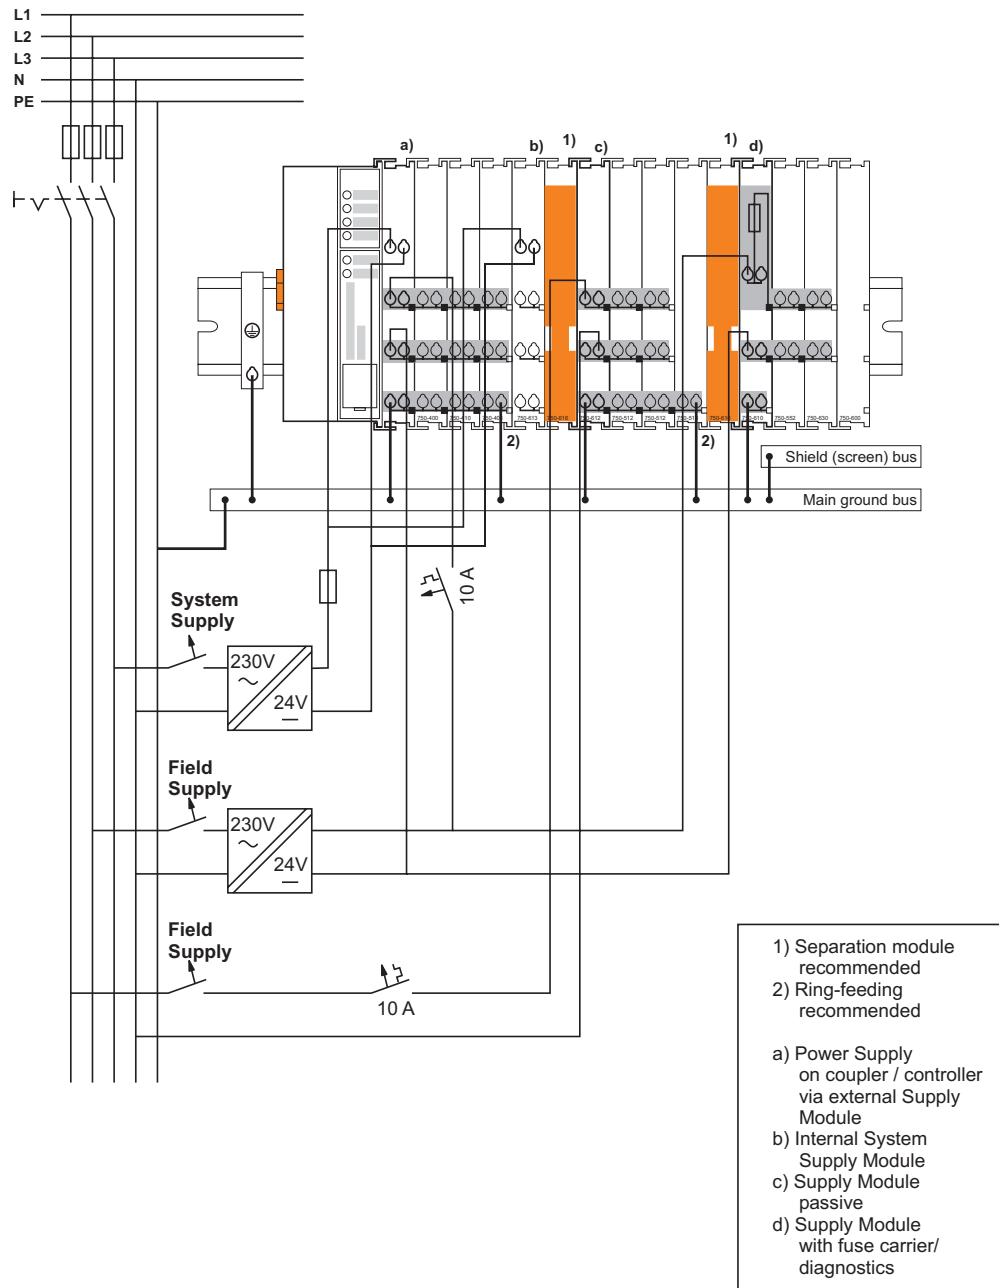 L1
L2
L3
N
PE
a)
b)
1)
c)
1)
d)
750-400
750-410
750-401
750-613
750-616
750-612
750-512
750-512
750-616
750-610
750-552
750-630
750-600
2)
2)
Shield (screen) bus
Main ground bus
10 A
System
Supply
230V
24V
Field
Supply
230V
24V
Field
Supply
10 A
1) Separation module
recommended
2) Ring-feeding
recommended
a) Power Supply
on coupler / controller
via external Supply
Module
b) Internal System
Supply Module
c) Supply Module
passive
d) Supply Module
with fuse carrier/
diagnostics